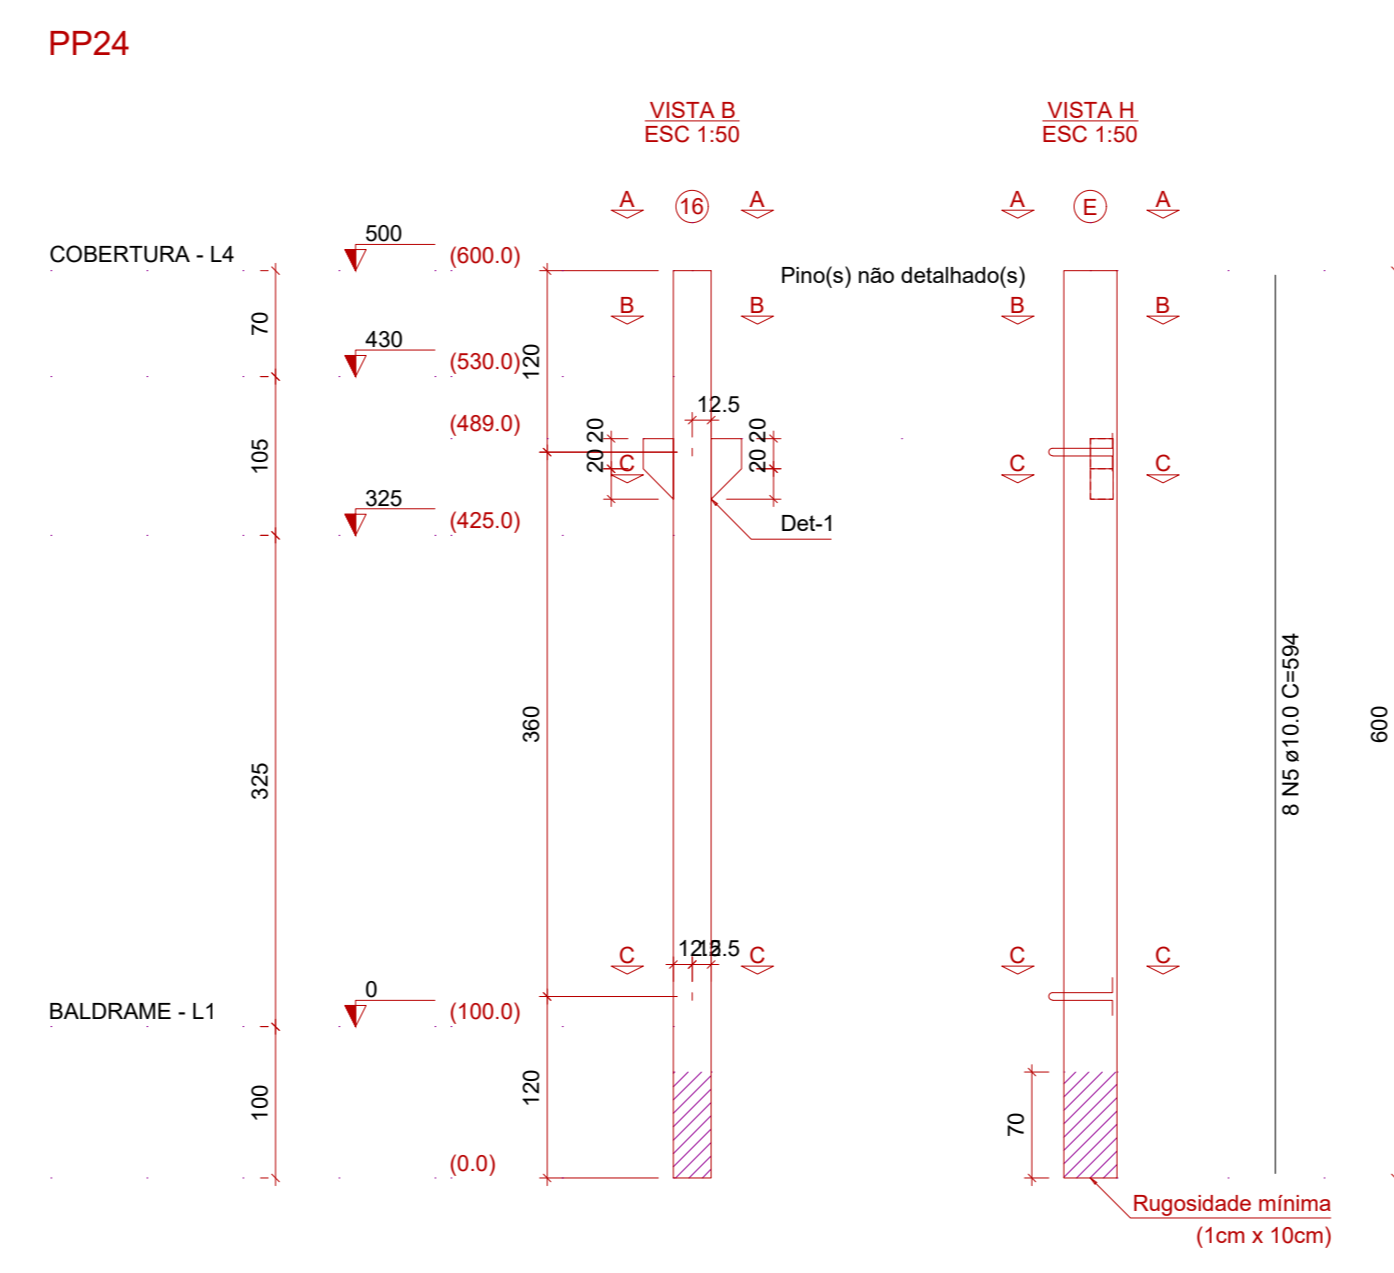 PP24
VISTA B
ESC 1:50
VISTA H
ESC 1:50
A
16
A
A
E
A
COBERTURA - L4
500
(600.0)
Pino(s) não detalhado(s)
B
B
B
B
70
430
(530.0)
120
12.5
(489.0)
20
20
20
20
105
C
C
C
325
(425.0)
Det-1
8 N5 ø10.0 C=594
600
360
325
C
12.5
12.5
C
C
C
0
BALDRAME - L1
(100.0)
100
120
70
(0.0)
Rugosidade mínima
(1cm x 10cm)